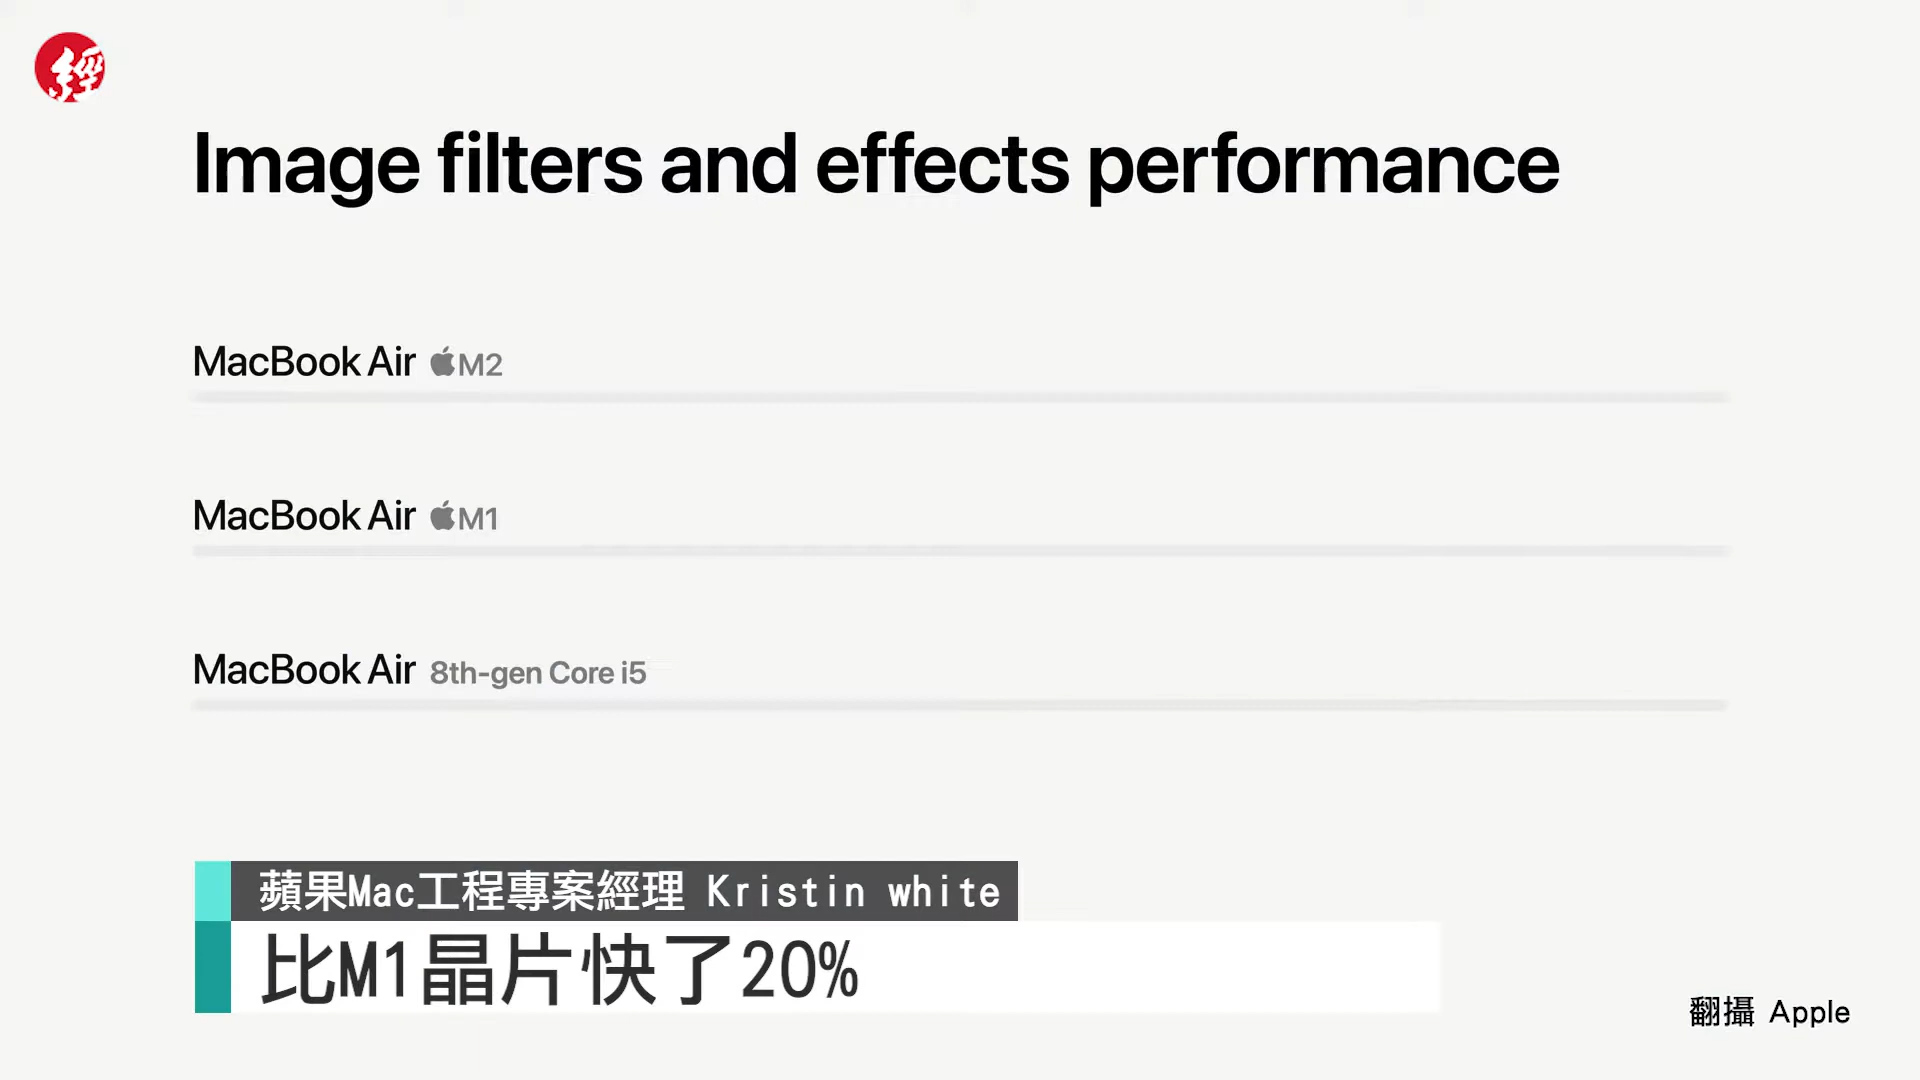 經
Image filters and effects performance
MacBook Air M2
MacBook Air M1
MacBook Air 8th-gen Core i5
蘋果Mac工程專案經理 Kristin white
比M1晶片快了20%
翻攝 Apple